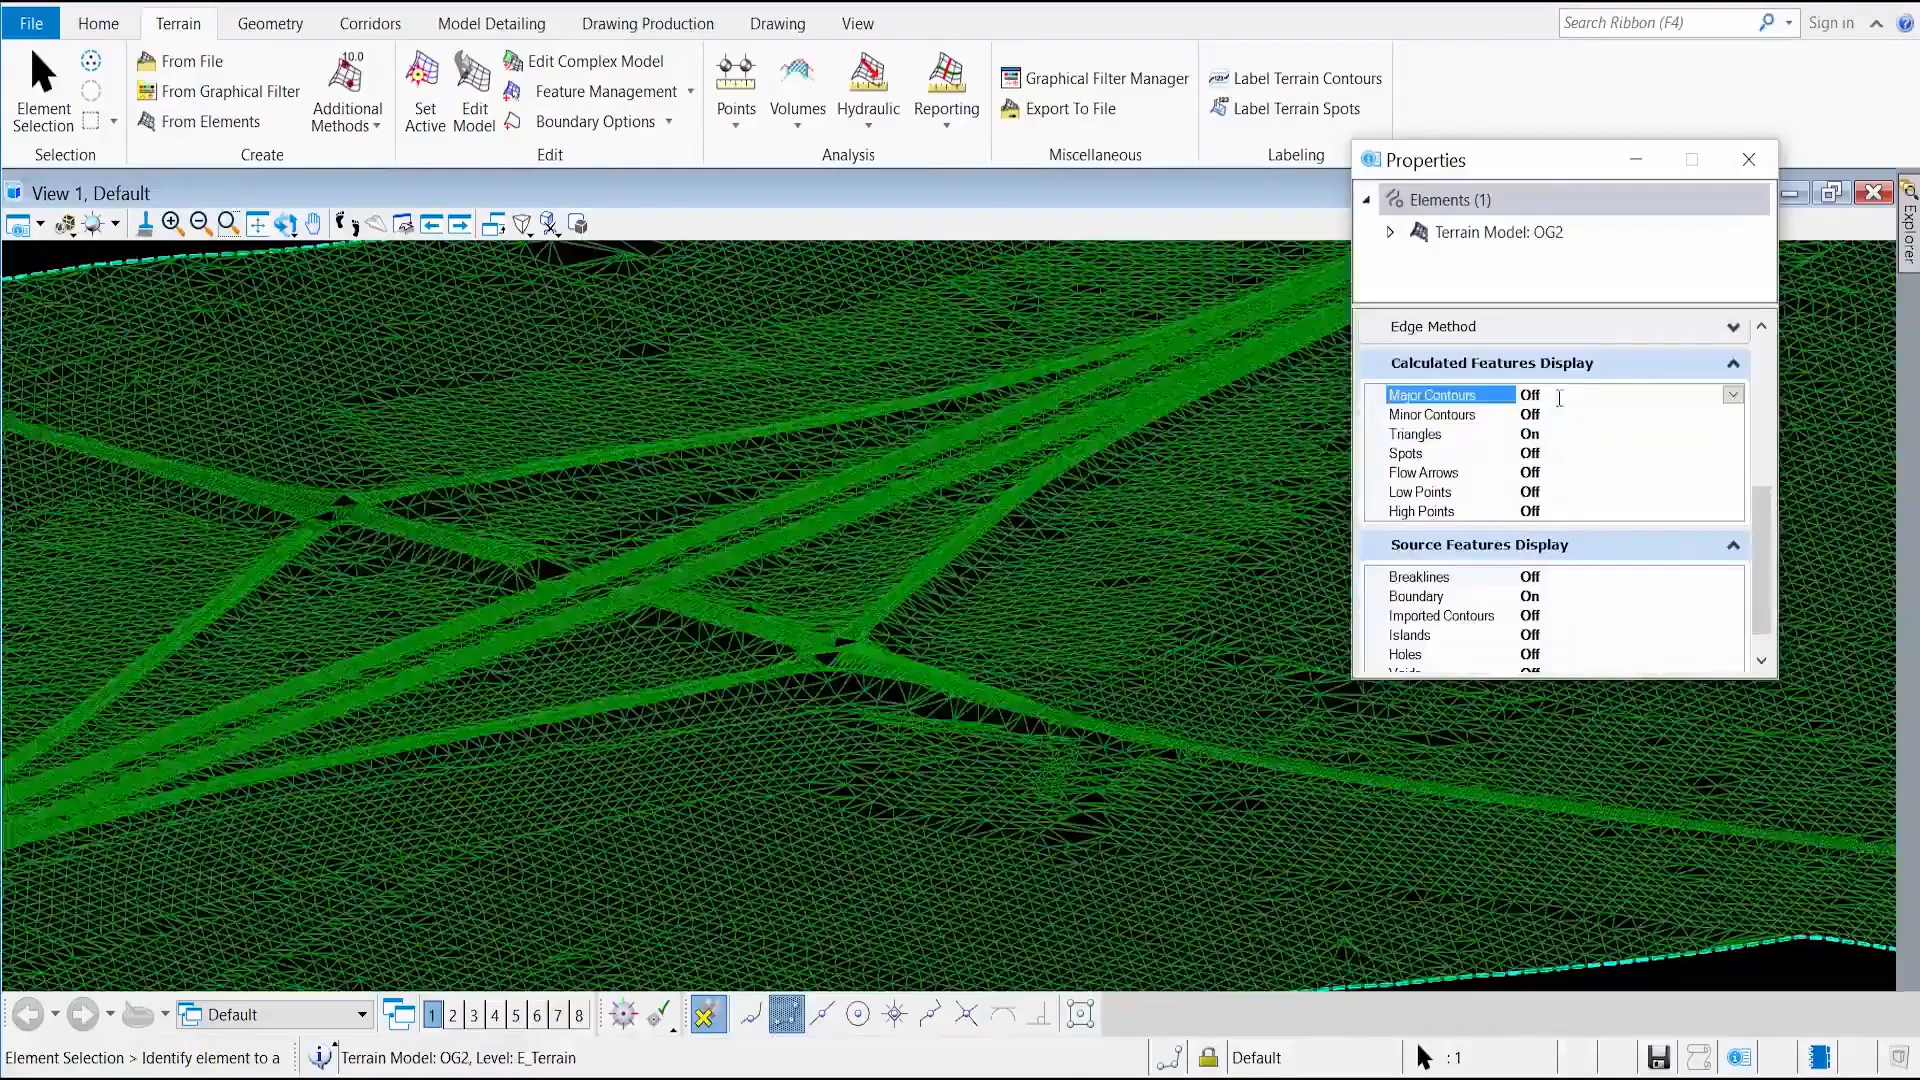 File Home Terrain Geometry Corridors Model Detailing Drawing Production Drawing View Search Ribbon (F4) Sign in
Element Selection
Selection
From File
From Graphical Filter
From Elements
10.0
Additional Methods
Create
Set Active
Edit Model
Edit Complex Model
Feature Management
Boundary Options
Edit
Points
Volumes
Hydraulic
Reporting
Analysis
Graphical Filter Manager
Export To File
Miscellaneous
Label Terrain Contours
Label Terrain Spots
Labeling
View 1, Default
Explorer
Properties
Elements (1)
Terrain Model: OG2
Edge Method
Calculated Features Display
Major Contours Off
Minor Contours Off
Triangles On
Spots Off
Flow Arrows Off
Low Points Off
High Points Off
Source Features Display
Breaklines Off
Boundary On
Imported Contours Off
Islands Off
Holes Off
Voids Off
Default 1 2 3 4 5 6 7 8
Element Selection > Identify element to a Terrain Model: OG2, Level: E_Terrain Default : 1